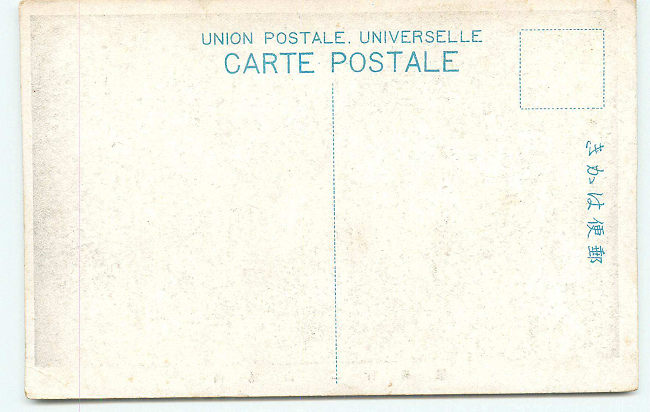 UNION POSTALE. UNIVERSELLE
CARTE POSTALE
郵便はかき